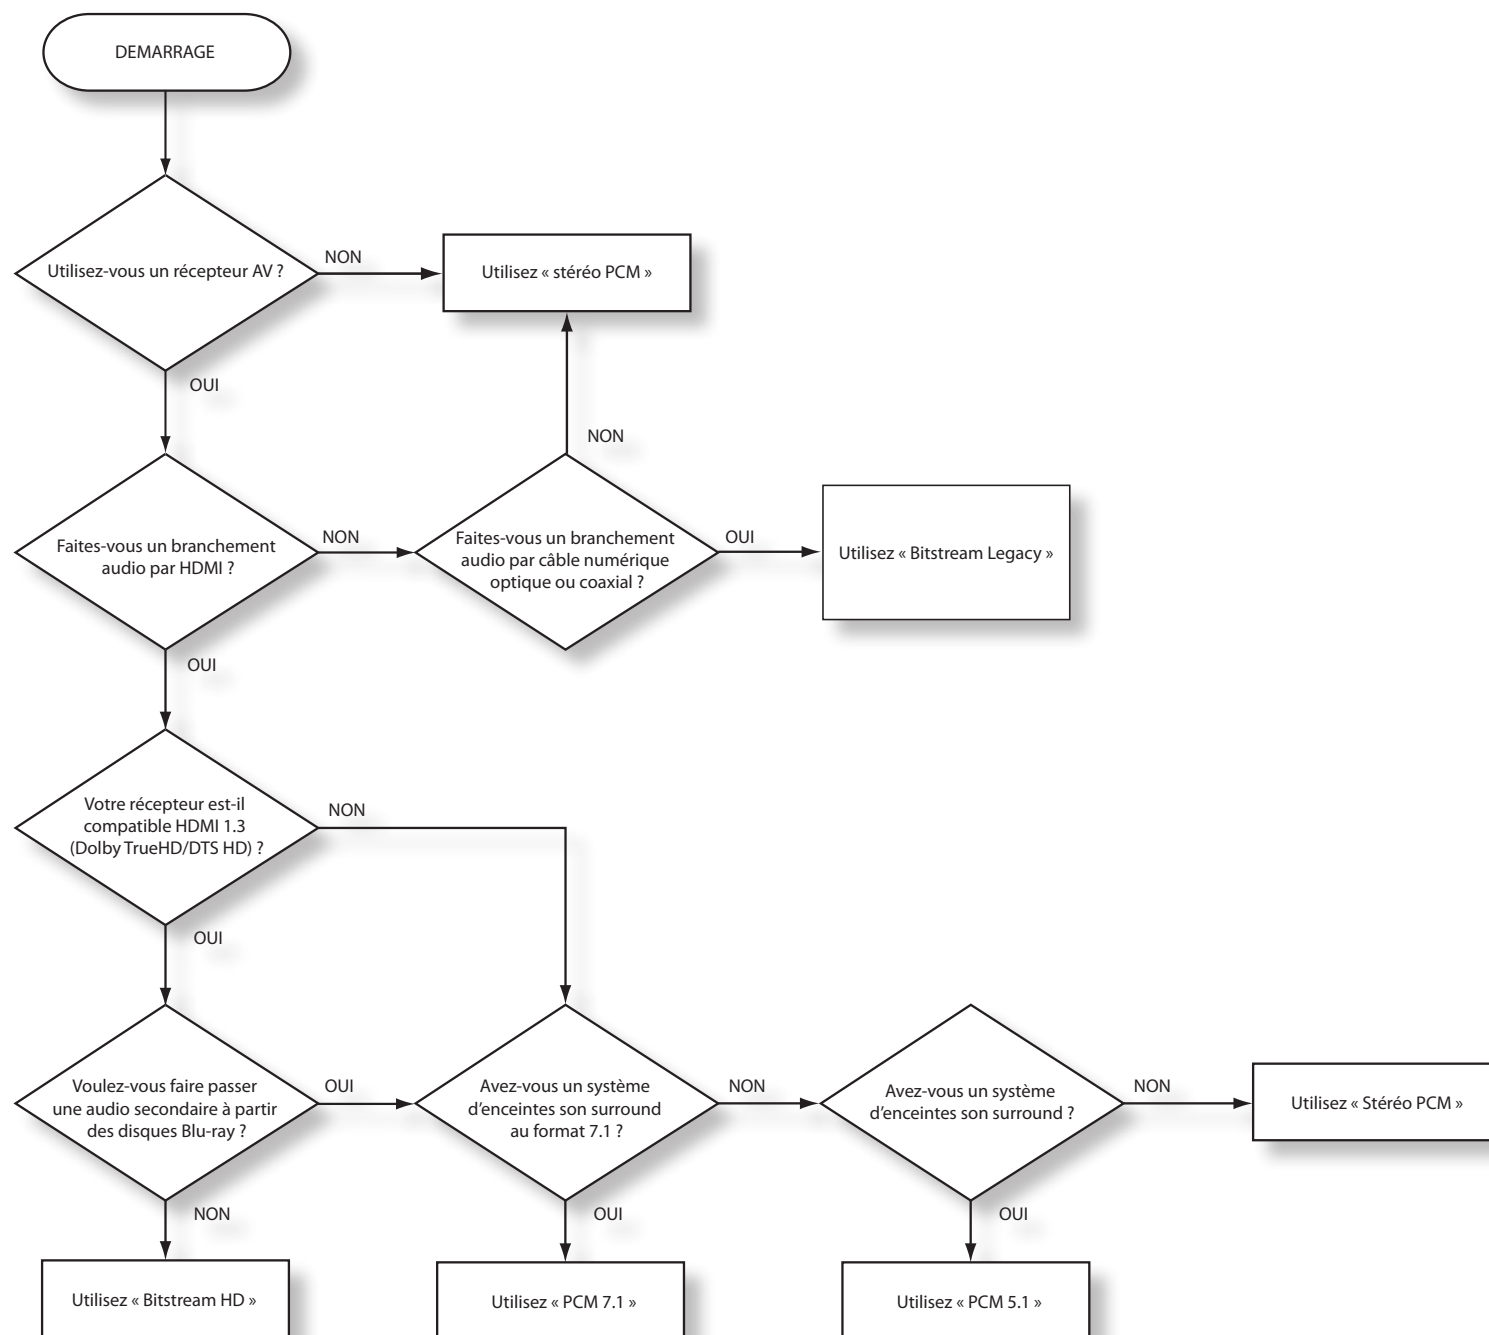 DEMARRAGE
Utilisez-vous un récepteur AV ?
NON
Utilisez « stéréo PCM »
OUI
NON
Faites-vous un branchement
audio par HDMI ?
NON
Faites-vous un branchement
audio par câble numérique
optique ou coaxial ?
OUI
Utilisez « Bitstream Legacy »
OUI
Votre récepteur est-il
compatible HDMI 1.3
(Dolby TrueHD/DTS HD) ?
NON
OUI
Voulez-vous faire passer
une audio secondaire à partir
des disques Blu-ray ?
OUI
Avez-vous un système
d'enceintes son surround
au format 7.1 ?
NON
Avez-vous un système
d'enceintes son surround ?
NON
Utilisez « Stéréo PCM »
NON
OUI
OUI
Utilisez « Bitstream HD »
Utilisez « PCM 7.1 »
Utilisez « PCM 5.1 »